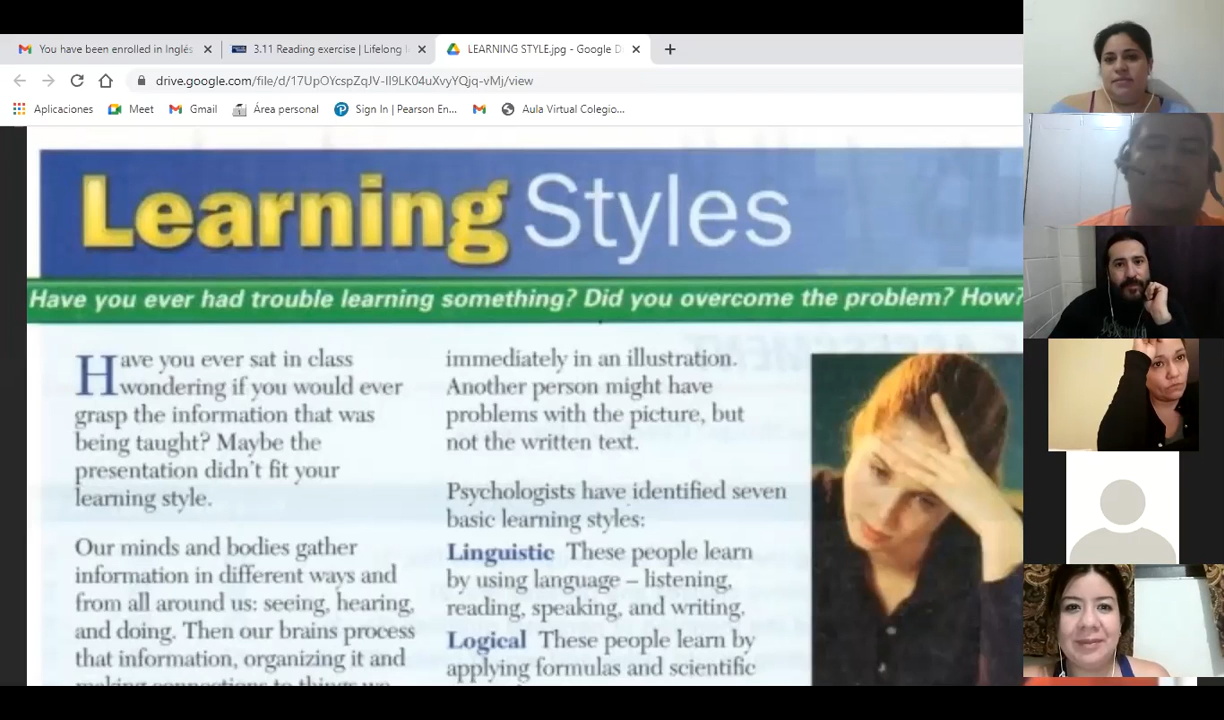 You have been enrolled in Inglés
3.11 Reading exercise | Lifelong
LEARNING STYLE.jpg - Google D
drive.google.com/file/d/17UpOYcspZqJV-II9LK04uXvyYQjq-vMj/view
Aplicaciones Meet Gmail Área personal Sign In | Pearson En... Aula Virtual Colegio...
Learning Styles
Have you ever had trouble learning something? Did you overcome the problem? How?
Have you ever sat in class
wondering if you would ever
grasp the information that was
being taught? Maybe the
presentation didn't fit your
learning style.
Our minds and bodies gather
information in different ways and
from all around us: seeing, hearing,
and doing. Then our brains process
that information, organizing it and
making connections to things we
immediately in an illustration.
Another person might have
problems with the picture, but
not the written text.
Psychologists have identified seven
basic learning styles:
Linguistic These people learn
by using language – listening,
reading, speaking, and writing.
Logical These people learn by
applying formulas and scientific